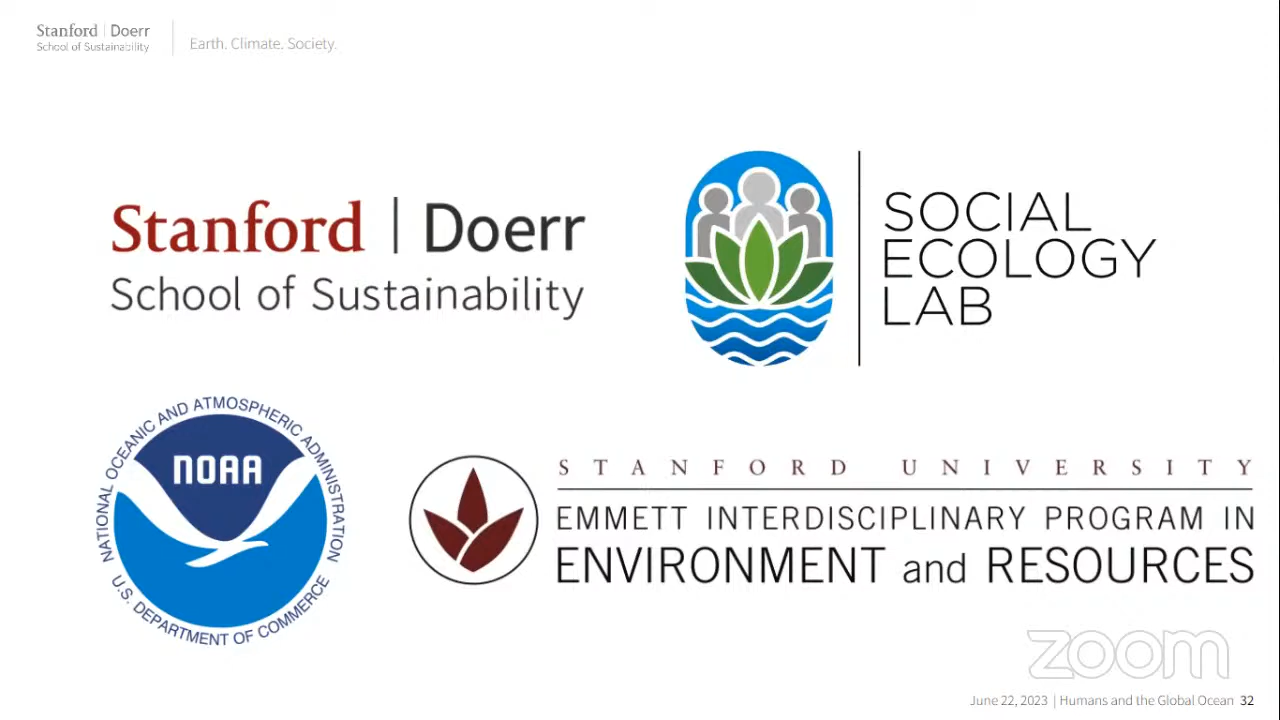 Stanford | Doerr
School of Sustainability
Earth. Climate. Society.
Stanford | Doerr
School of Sustainability
SOCIAL
ECOLOGY
LAB
NATIONAL OCEANIC AND ATMOSPHERIC ADMINISTRATION
NOAA
U.S. DEPARTMENT OF COMMERCE
STANFORD UNIVERSITY
EMMETT INTERDISCIPLINARY PROGRAM IN
ENVIRONMENT and RESOURCES
zoom
June 22, 2023 | Humans and the Global Ocean 32